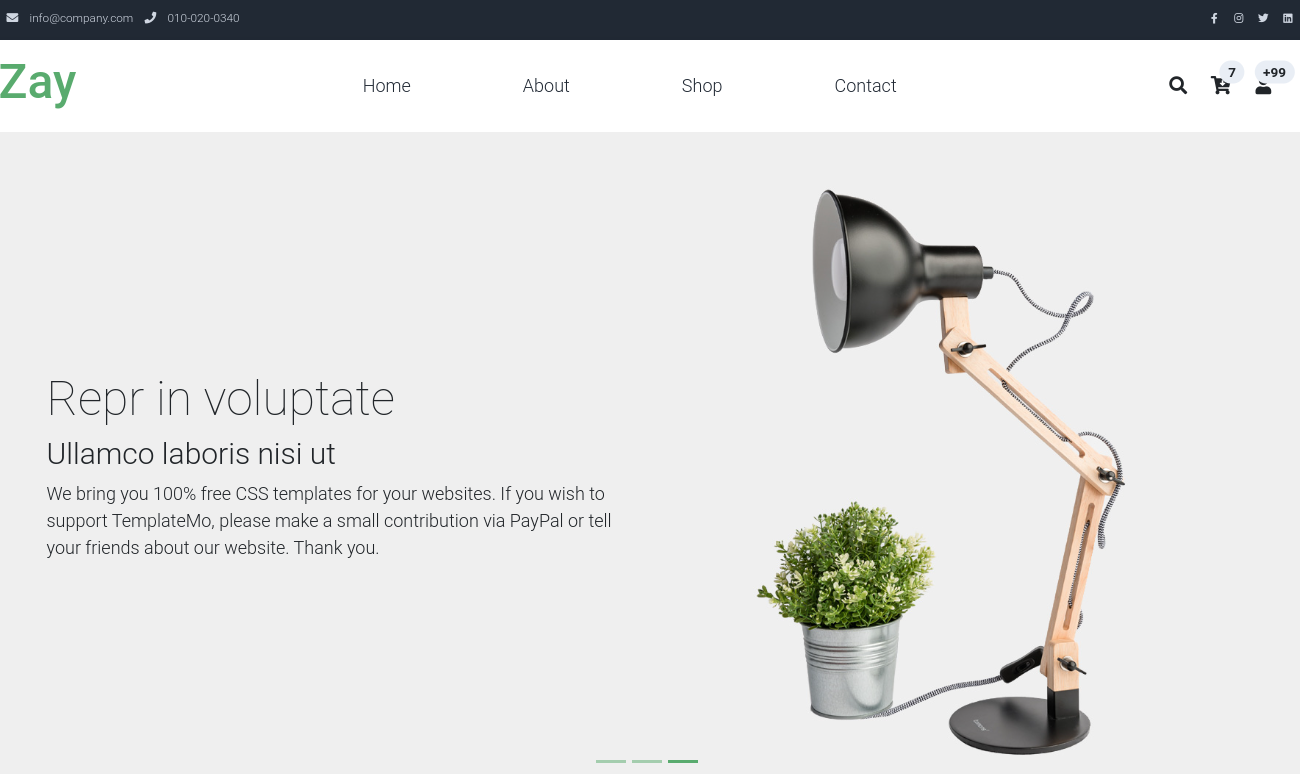 info@company.com 010-020-0340
Zay
Home About Shop Contact
7 +99
Repr in voluptate
Ullamco laboris nisi ut
We bring you 100% free CSS templates for your websites. If you wish to
support TemplateMo, please make a small contribution via PayPal or tell
your friends about our website. Thank you.